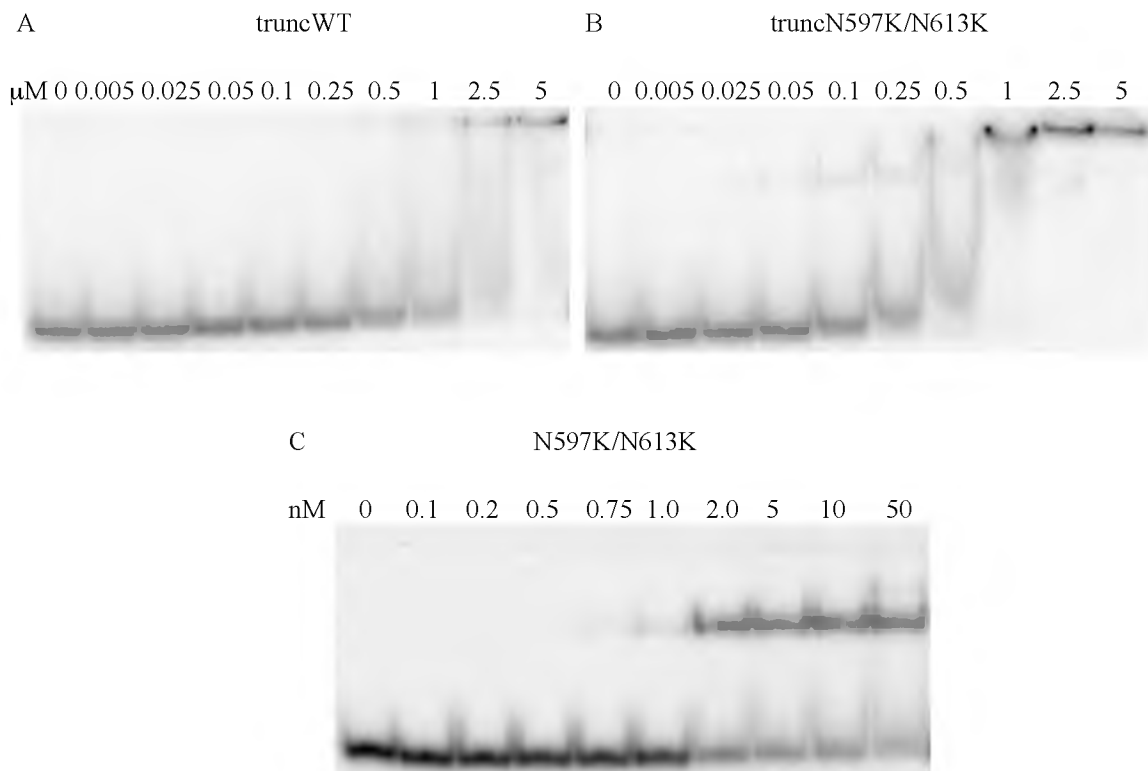 A truncWT
B truncN597K/N613K
μM 0 0.005 0.025 0.05 0.1 0.25 0.5 1 2.5 5
0 0.005 0.025 0.05 0.1 0.25 0.5 1 2.5 5
C N597K/N613K
nM 0 0.1 0.2 0.5 0.75 1.0 2.0 5 10 50